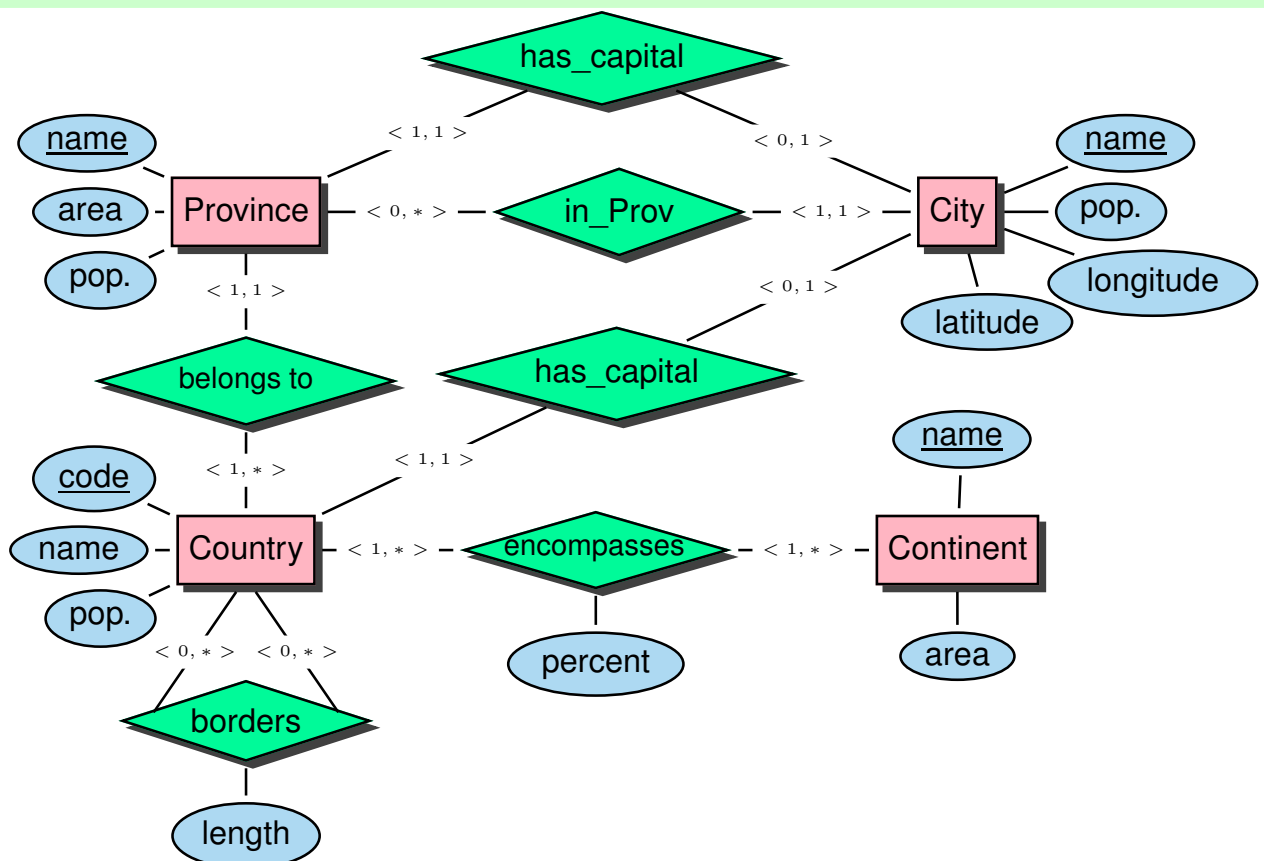 has_capital
< 1, 1 >
< 0, 1 >
name
name
area
Province
< 0, * >
in_Prov
< 1, 1 >
City
pop.
pop.
longitude
< 1, 1 >
< 0, 1 >
latitude
belongs to
has_capital
name
< 1, * >
< 1, 1 >
code
name
Country
< 1, * >
encompasses
< 1, * >
Continent
pop.
< 0, * >
< 0, * >
percent
area
borders
length